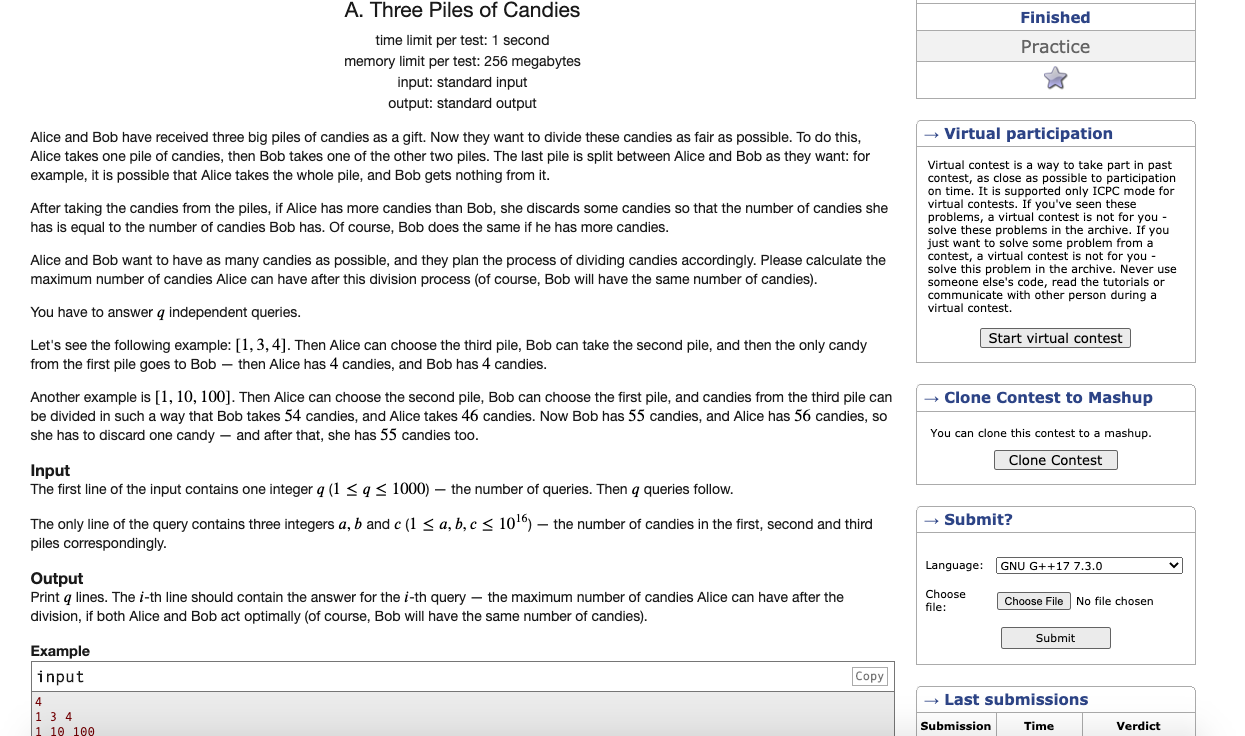 A. Three Piles of Candies
time limit per test: 1 second
memory limit per test: 256 megabytes
input: standard input
output: standard output
Alice and Bob have received three big piles of candies as a gift. Now they want to divide these candies as fair as possible. To do this,
Alice takes one pile of candies, then Bob takes one of the other two piles. The last pile is split between Alice and Bob as they want: for
example, it is possible that Alice takes the whole pile, and Bob gets nothing from it.
After taking the candies from the piles, if Alice has more candies than Bob, she discards some candies so that the number of candies she
has is equal to the number of candies Bob has. Of course, Bob does the same if he has more candies.
Alice and Bob want to have as many candies as possible, and they plan the process of dividing candies accordingly. Please calculate the
maximum number of candies Alice can have after this division process (of course, Bob will have the same number of candies).
You have to answer q independent queries.
Let's see the following example: [1, 3, 4]. Then Alice can choose the third pile, Bob can take the second pile, and then the only candy
from the first pile goes to Bob — then Alice has 4 candies, and Bob has 4 candies.
Another example is [1, 10, 100]. Then Alice can choose the second pile, Bob can choose the first pile, and candies from the third pile can
be divided in such a way that Bob takes 54 candies, and Alice takes 46 candies. Now Bob has 55 candies, and Alice has 56 candies, so
she has to discard one candy — and after that, she has 55 candies too.
Input
The first line of the input contains one integer q (1 ≤ q ≤ 1000) — the number of queries. Then q queries follow.
The only line of the query contains three integers a, b and c (1 ≤ a, b, c ≤ 10^16) — the number of candies in the first, second and third
piles correspondingly.
Output
Print q lines. The i-th line should contain the answer for the i-th query — the maximum number of candies Alice can have after the
division, if both Alice and Bob act optimally (of course, Bob will have the same number of candies).
Example
input
Copy
4
1 3 4
1 10 100
Finished
Practice
→ Virtual participation
Virtual contest is a way to take part in past
contest, as close as possible to participation
on time. It is supported only ICPC mode for
virtual contests. If you've seen these
problems, a virtual contest is not for you -
solve these problems in the archive. If you
just want to solve some problem from a
contest, a virtual contest is not for you -
solve this problem in the archive. Never use
someone else's code, read the tutorials or
communicate with other person during a
virtual contest.
Start virtual contest
→ Clone Contest to Mashup
You can clone this contest to a mashup.
Clone Contest
→ Submit?
Language: GNU G++17 7.3.0
Choose
file:
Choose File No file chosen
Submit
→ Last submissions
Submission Time Verdict